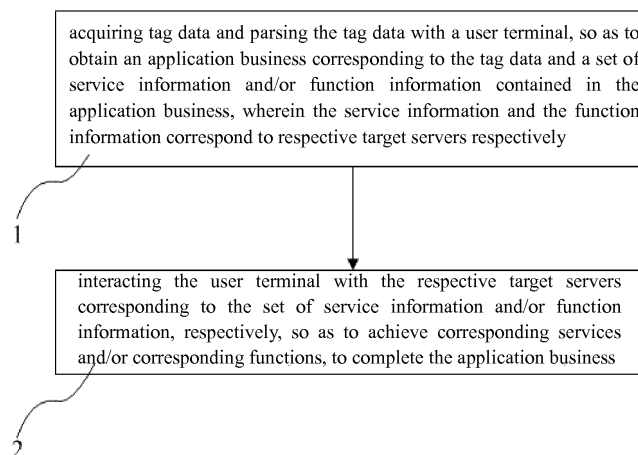 acquiring tag data and parsing the tag data with a user terminal, so as to
obtain an application business corresponding to the tag data and a set of
service information and/or function information contained in the
application business, wherein the service information and the function
information correspond to respective target servers respectively
1
interacting the user terminal with the respective target servers
corresponding to the set of service information and/or function
information, respectively, so as to achieve corresponding services
and/or corresponding functions, to complete the application business
2